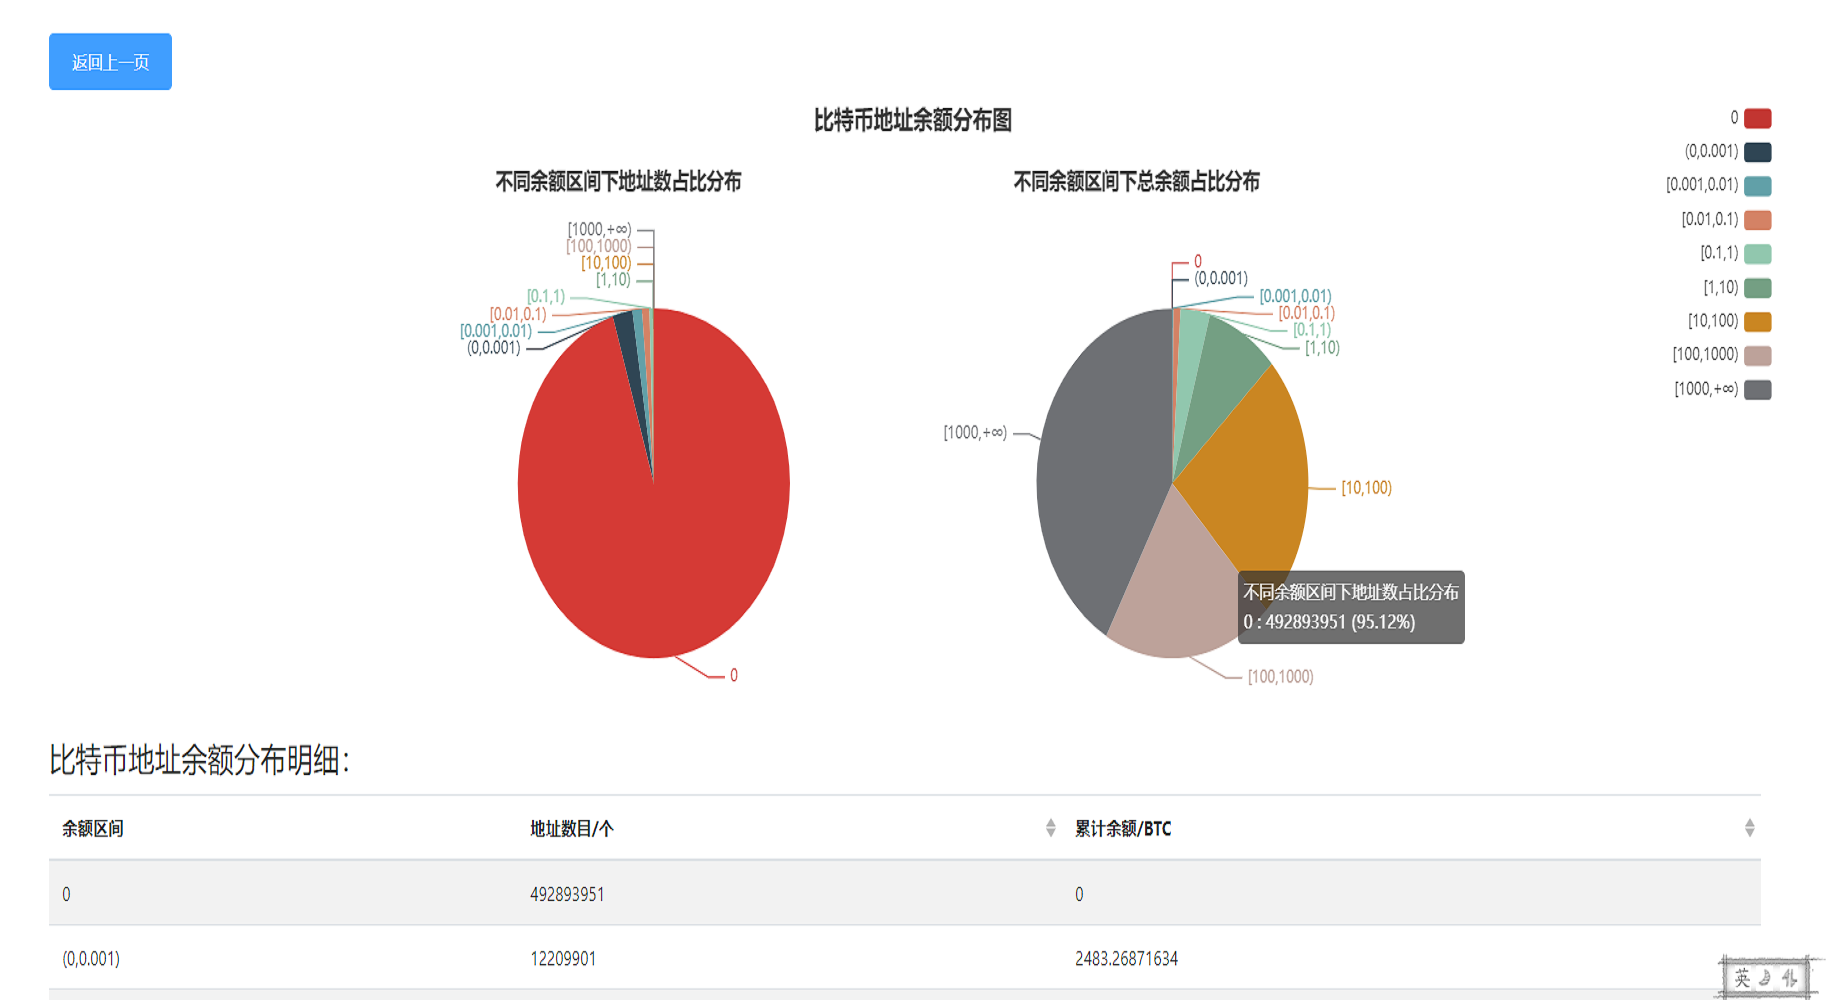 返回上一页
比特币地址余额分布图
不同余额区间下地址数占比分布
不同余额区间下总余额占比分布
0
(0,0.001)
[0.001,0.01)
[0.01,0.1)
[0.1,1)
[1,10)
[10,100)
[100,1000)
[1000,+∞)
[1000,+∞)
[100,1000)
[10,100)
[1,10)
[0.1,1)
[0.01,0.1)
[0.001,0.01)
(0,0.001)
0
0
(0,0.001)
[0.001,0.01)
[0.01,0.1)
[0.1,1)
[1,10)
[1000,+∞)
[10,100)
[100,1000)
不同余额区间下地址数占比分布
0 : 492893951 (95.12%)
比特币地址余额分布明细：
余额区间 地址数目/个 累计余额/BTC
0 492893951 0
(0,0.001) 12209901 2483.26871634
英